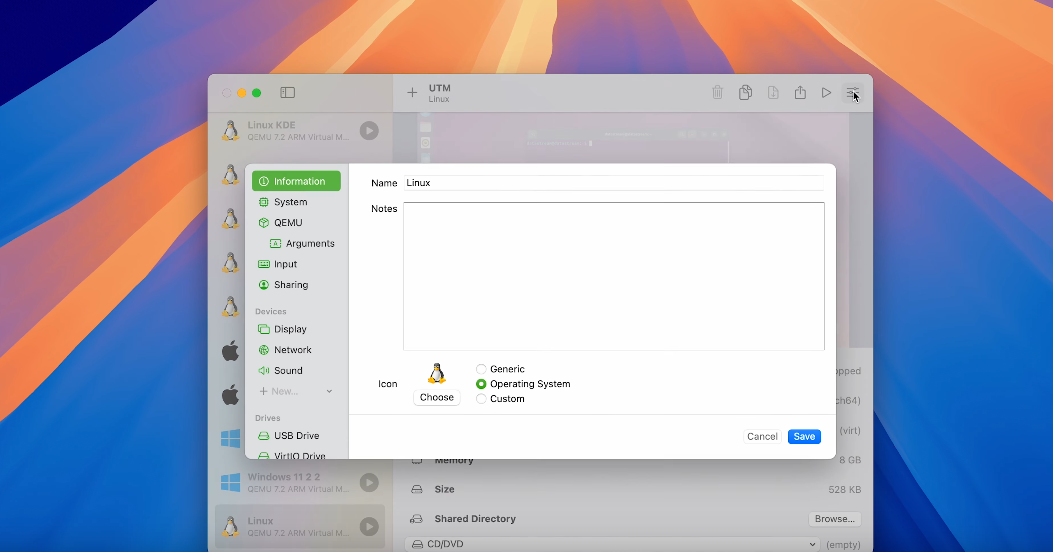 UTM
Linux
Linux KDE
QEMU 7.2 ARM Virtual M...
Information
System
QEMU
A Arguments
Input
Sharing
Devices
Display
Network
Sound
+ New...
Drives
USB Drive
VirtIO Drive
Name Linux
Notes
Icon
Choose
Generic
Operating System
Custom
Cancel Save
opped
ch64)
(virt)
Memory 8 GB
Size 528 KB
Shared Directory Browse...
CD/DVD (empty)
Windows 11 2 2
QEMU 7.2 ARM Virtual M...
Linux
QEMU 7.2 ARM Virtual M...